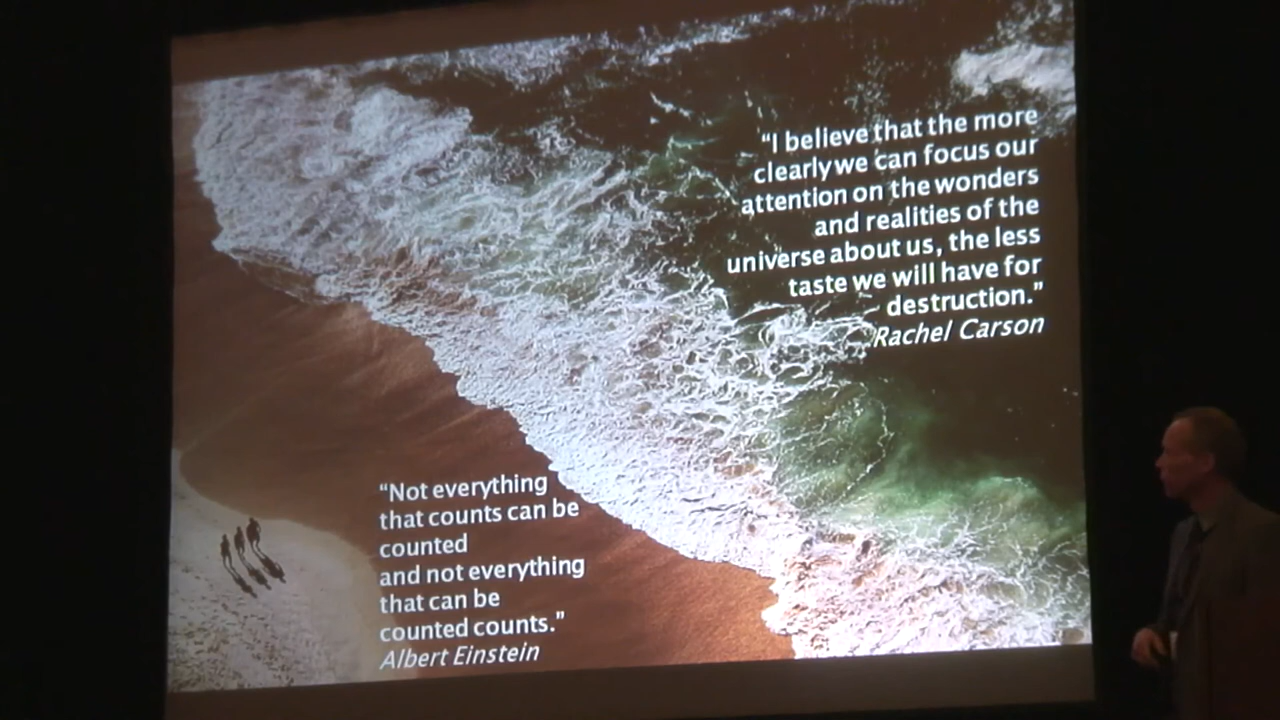 “I believe that the more
clearly we can focus our
attention on the wonders
and realities of the
universe about us, the less
taste we will have for
destruction.”
Rachel Carson
“Not everything
that counts can be
counted
and not everything
that can be
counted counts.”
Albert Einstein